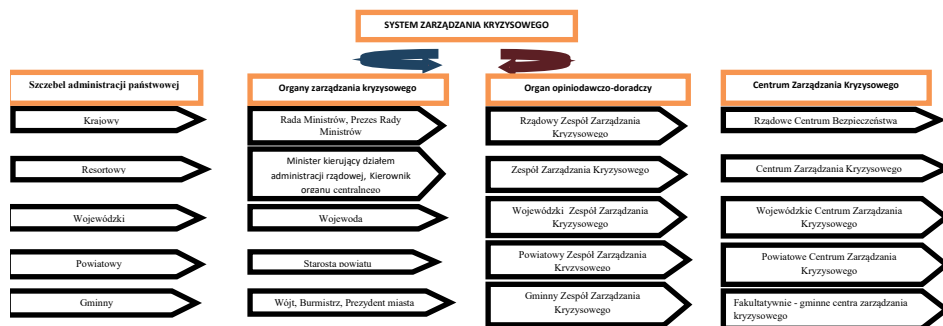 SYSTEM ZARZĄDZANIA KRYZYSOWEGO
Szczebel administracji państwowej
Organy zarządzania kryzysowego
Organ opiniodawczo-doradczy
Centrum Zarządzania Kryzysowego
Krajowy
Rada Ministrów, Prezes Rady
Ministrów
Rządowy Zespół Zarządzania
Kryzysowego
Rządowe Centrum Bezpieczeństwa
Resortowy
Minister kierujący działem
administracji rządowej, Kierownik
organu centralnego
Zespół Zarządzania Kryzysowego
Centrum Zarządzania Kryzysowego
Wojewódzki
Wojewoda
Wojewódzki Zespół Zarządzania
Kryzysowego
Wojewódzkie Centrum Zarządzania
Kryzysowego
Powiatowy
Starosta powiatu
Powiatowy Zespół Zarządzania
Kryzysowego
Powiatowe Centrum Zarządzania
Kryzysowego
Gminny
Wójt, Burmistrz, Prezydent miasta
Gminny Zespół Zarządzania
Kryzysowego
Fakultatywnie - gminne centra zarządzania
kryzysowego